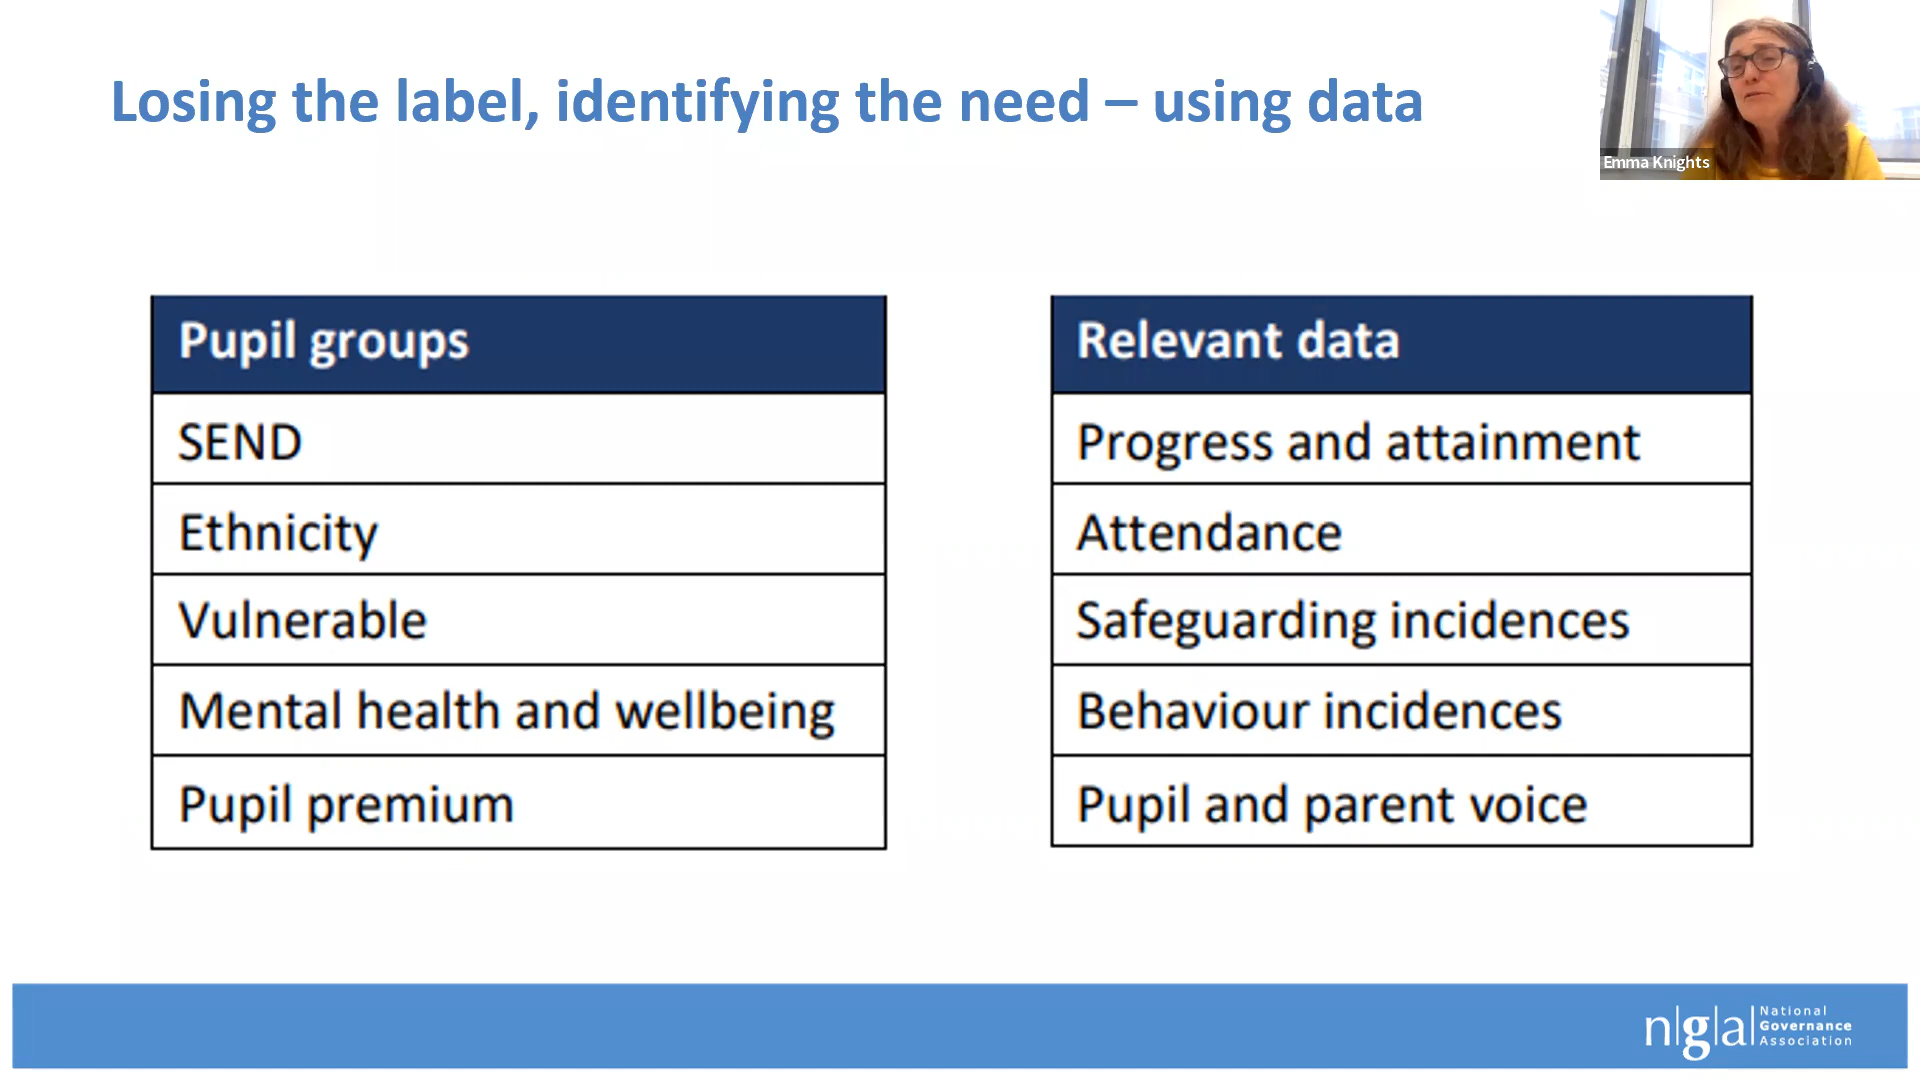 Losing the label, identifying the need – using data
Emma Knights
Pupil groups
SEND
Ethnicity
Vulnerable
Mental health and wellbeing
Pupil premium
Relevant data
Progress and attainment
Attendance
Safeguarding incidences
Behaviour incidences
Pupil and parent voice
n|g|a|
National
Governance
Association